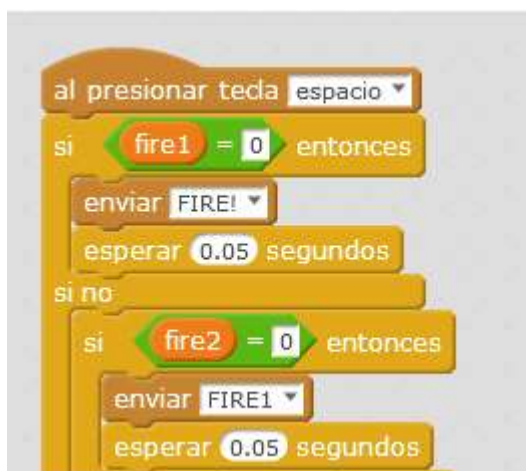 al presionar tecla espacio
si fire1 = 0 entonces
enviar FIRE!
esperar 0.05 segundos
si no
si fire2 = 0 entonces
enviar FIRE1
esperar 0.05 segundos